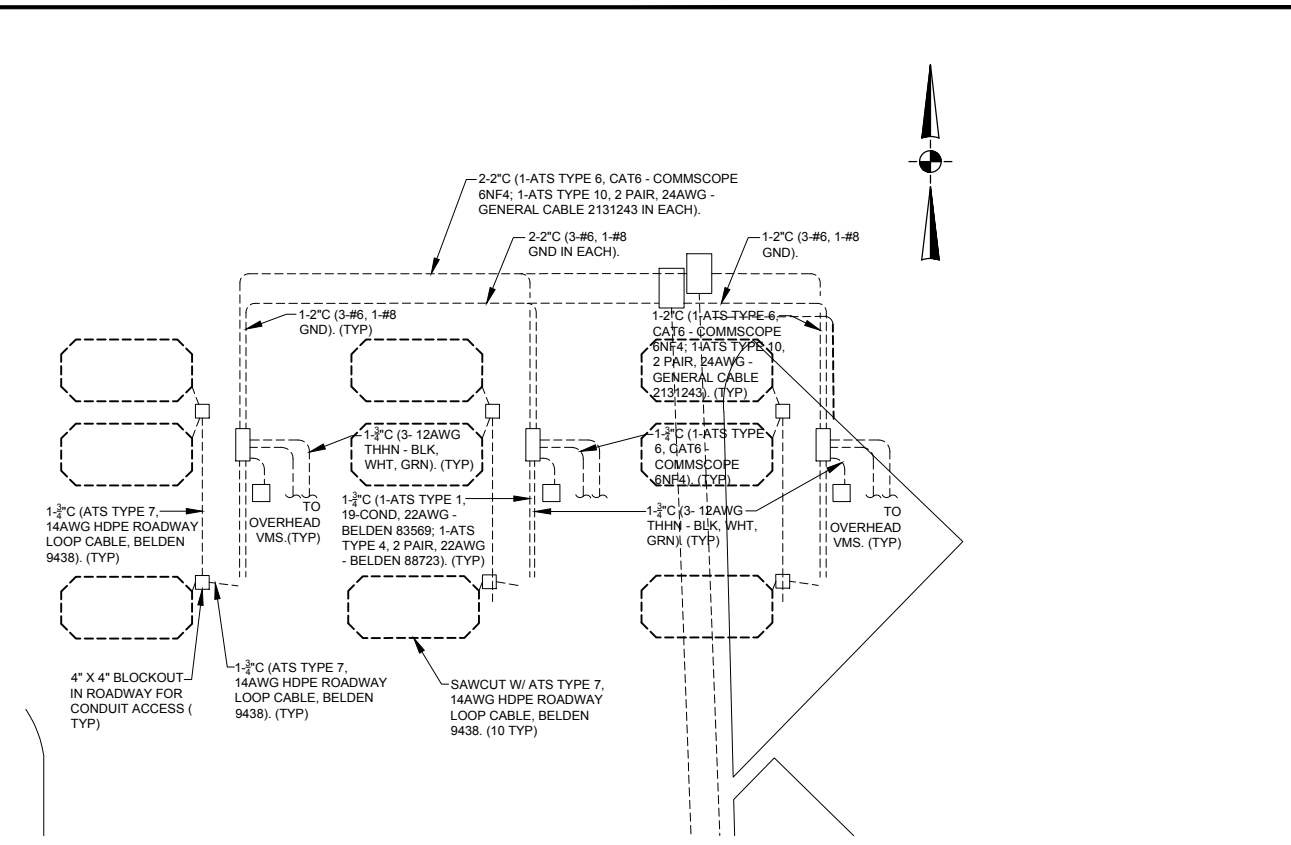 2-2"C (1-ATS TYPE 6, CAT6 - COMMSCOPE
6NF4; 1-ATS TYPE 10, 2 PAIR, 24AWG -
GENERAL CABLE 2131243 IN EACH).
2-2"C (3-#6, 1-#8
GND IN EACH).
1-2"C (3-#6, 1-#8
GND).
1-2"C (3-#6, 1-#8
GND). (TYP)
1-2"C (1-ATS TYPE 6,
CAT6 - COMMSCOPE
6NF4; 1-ATS TYPE 10,
2 PAIR, 24AWG -
GENERAL CABLE
2131243). (TYP)
1-¾"C (3- 12AWG
THHN - BLK,
WHT, GRN). (TYP)
1-¾"C (1-ATS TYPE
6, CAT6 -
COMMSCOPE
6NF4). (TYP)
1-¾"C (ATS TYPE 7,
14AWG HDPE ROADWAY
LOOP CABLE, BELDEN
9438). (TYP)
TO
OVERHEAD
VMS.(TYP)
1-¾"C (1-ATS TYPE 1,
19-COND, 22AWG -
BELDEN 83569; 1-ATS
TYPE 4, 2 PAIR, 22AWG
- BELDEN 88723). (TYP)
1-¾"C (3- 12AWG
THHN - BLK, WHT,
GRN). (TYP)
TO
OVERHEAD
VMS. (TYP)
4" X 4" BLOCKOUT
IN ROADWAY FOR
CONDUIT ACCESS (
TYP)
1-¾"C (ATS TYPE 7,
14AWG HDPE ROADWAY
LOOP CABLE, BELDEN
9438). (TYP)
SAWCUT W/ ATS TYPE 7,
14AWG HDPE ROADWAY
LOOP CABLE, BELDEN
9438. (10 TYP)